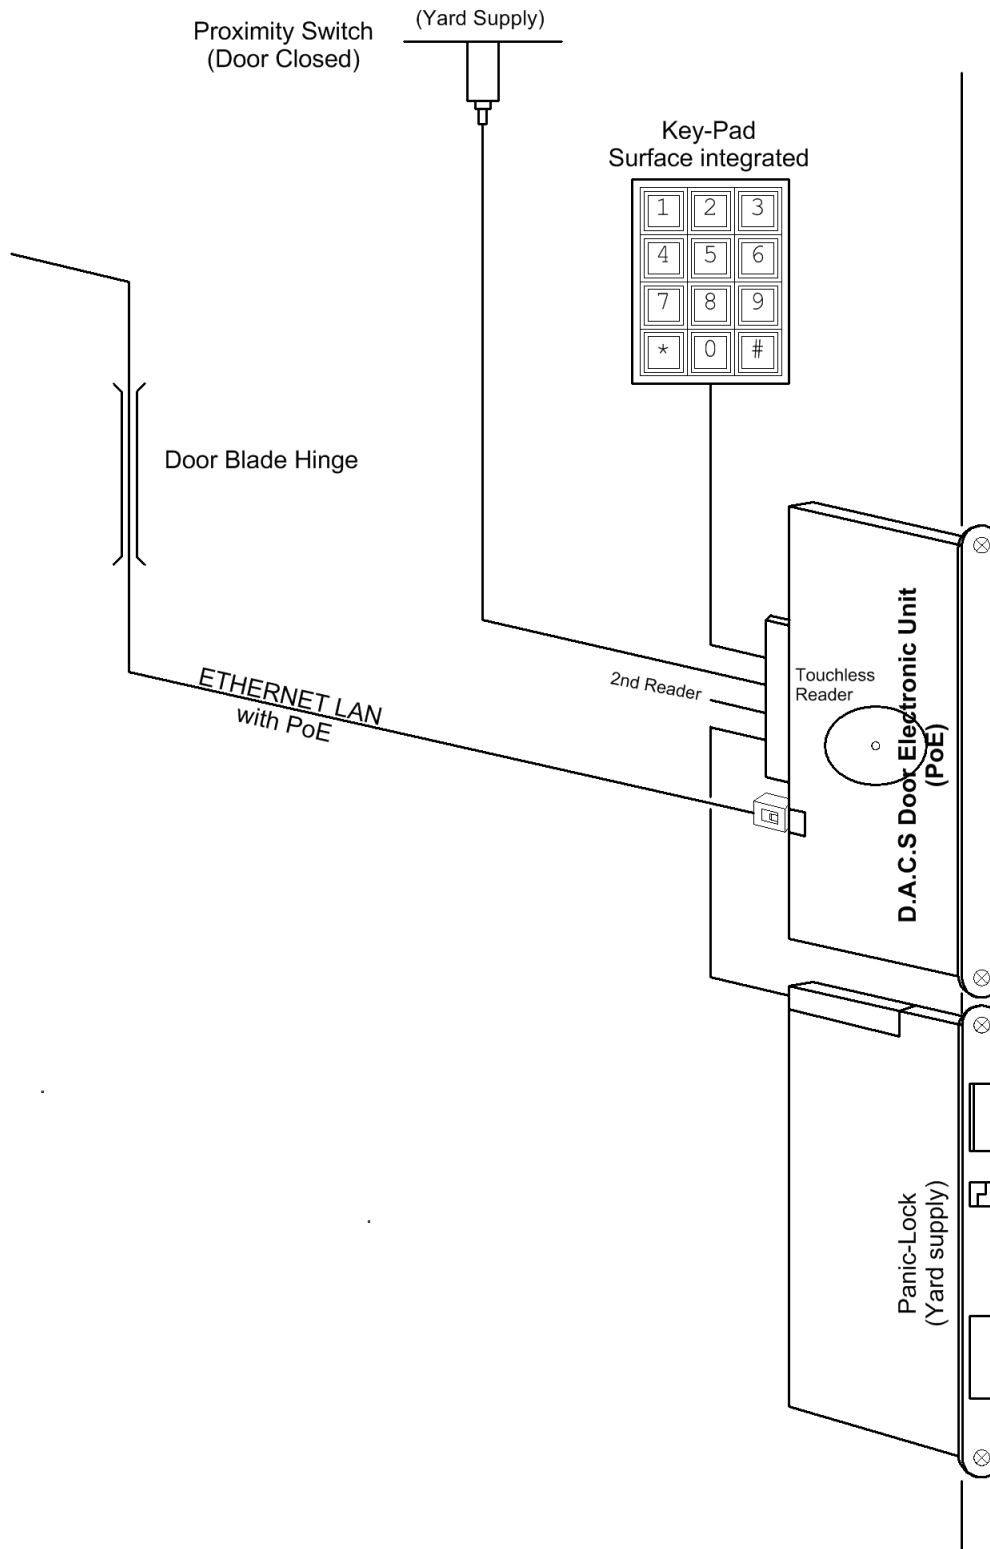 (Yard Supply)
Proximity Switch
(Door Closed)
Key-Pad
Surface integrated
1 2 3
4 5 6
7 8 9
* 0 #
Door Blade Hinge
ETHERNET LAN
with PoE
2nd Reader
Touchless
Reader
D.A.C.S Door Electronic Unit
(PoE)
Panic-Lock
(Yard supply)